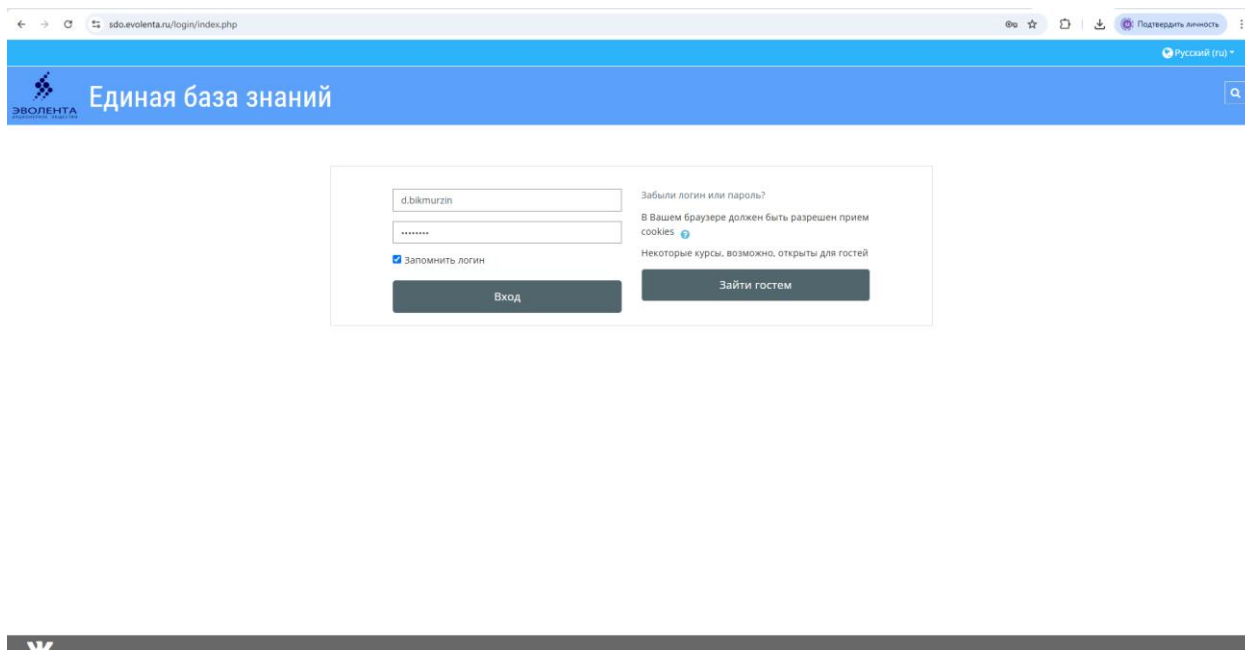 sdo.evolenta.ru/login/index.php
Подтвердить личность
Русский (ru)
ЭВОЛЕНТА
Единая база знаний
d.bikmurzin
Забыли логин или пароль?
В Вашем браузере должен быть разрешен прием
cookies
••••••••
Некоторые курсы, возможно, открыты для гостей
Запомнить логин
Зайти гостем
Вход